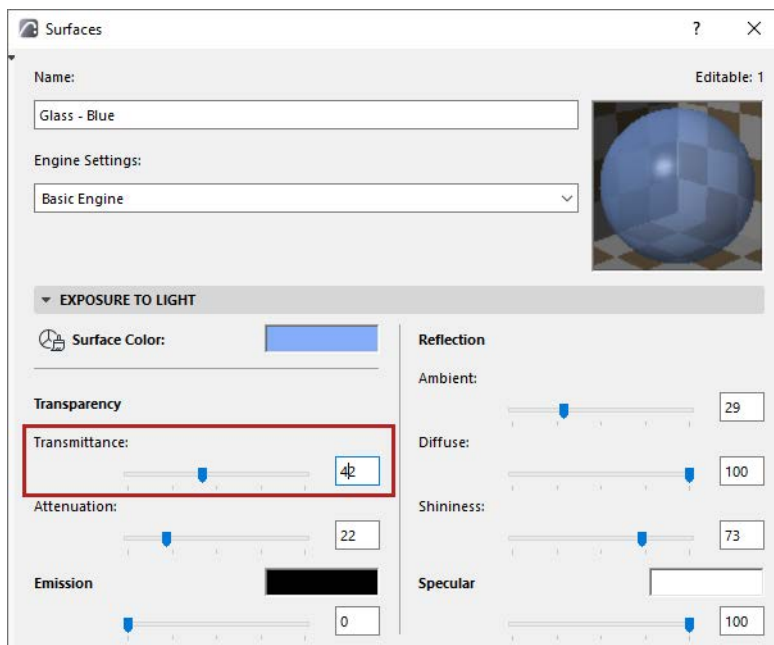 Surfaces ? X
Name: Editable: 1
Glass - Blue
Engine Settings:
Basic Engine
EXPOSURE TO LIGHT
Surface Color:
Transparency
Transmittance:
42
Attenuation:
22
Emission
0
Reflection
Ambient:
29
Diffuse:
100
Shininess:
73
Specular
100